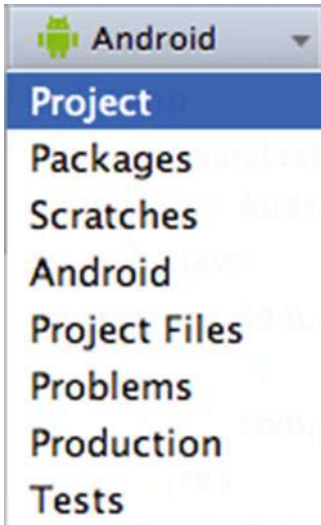 Android
Project
Packages
Scratches
Android
Project Files
Problems
Production
Tests